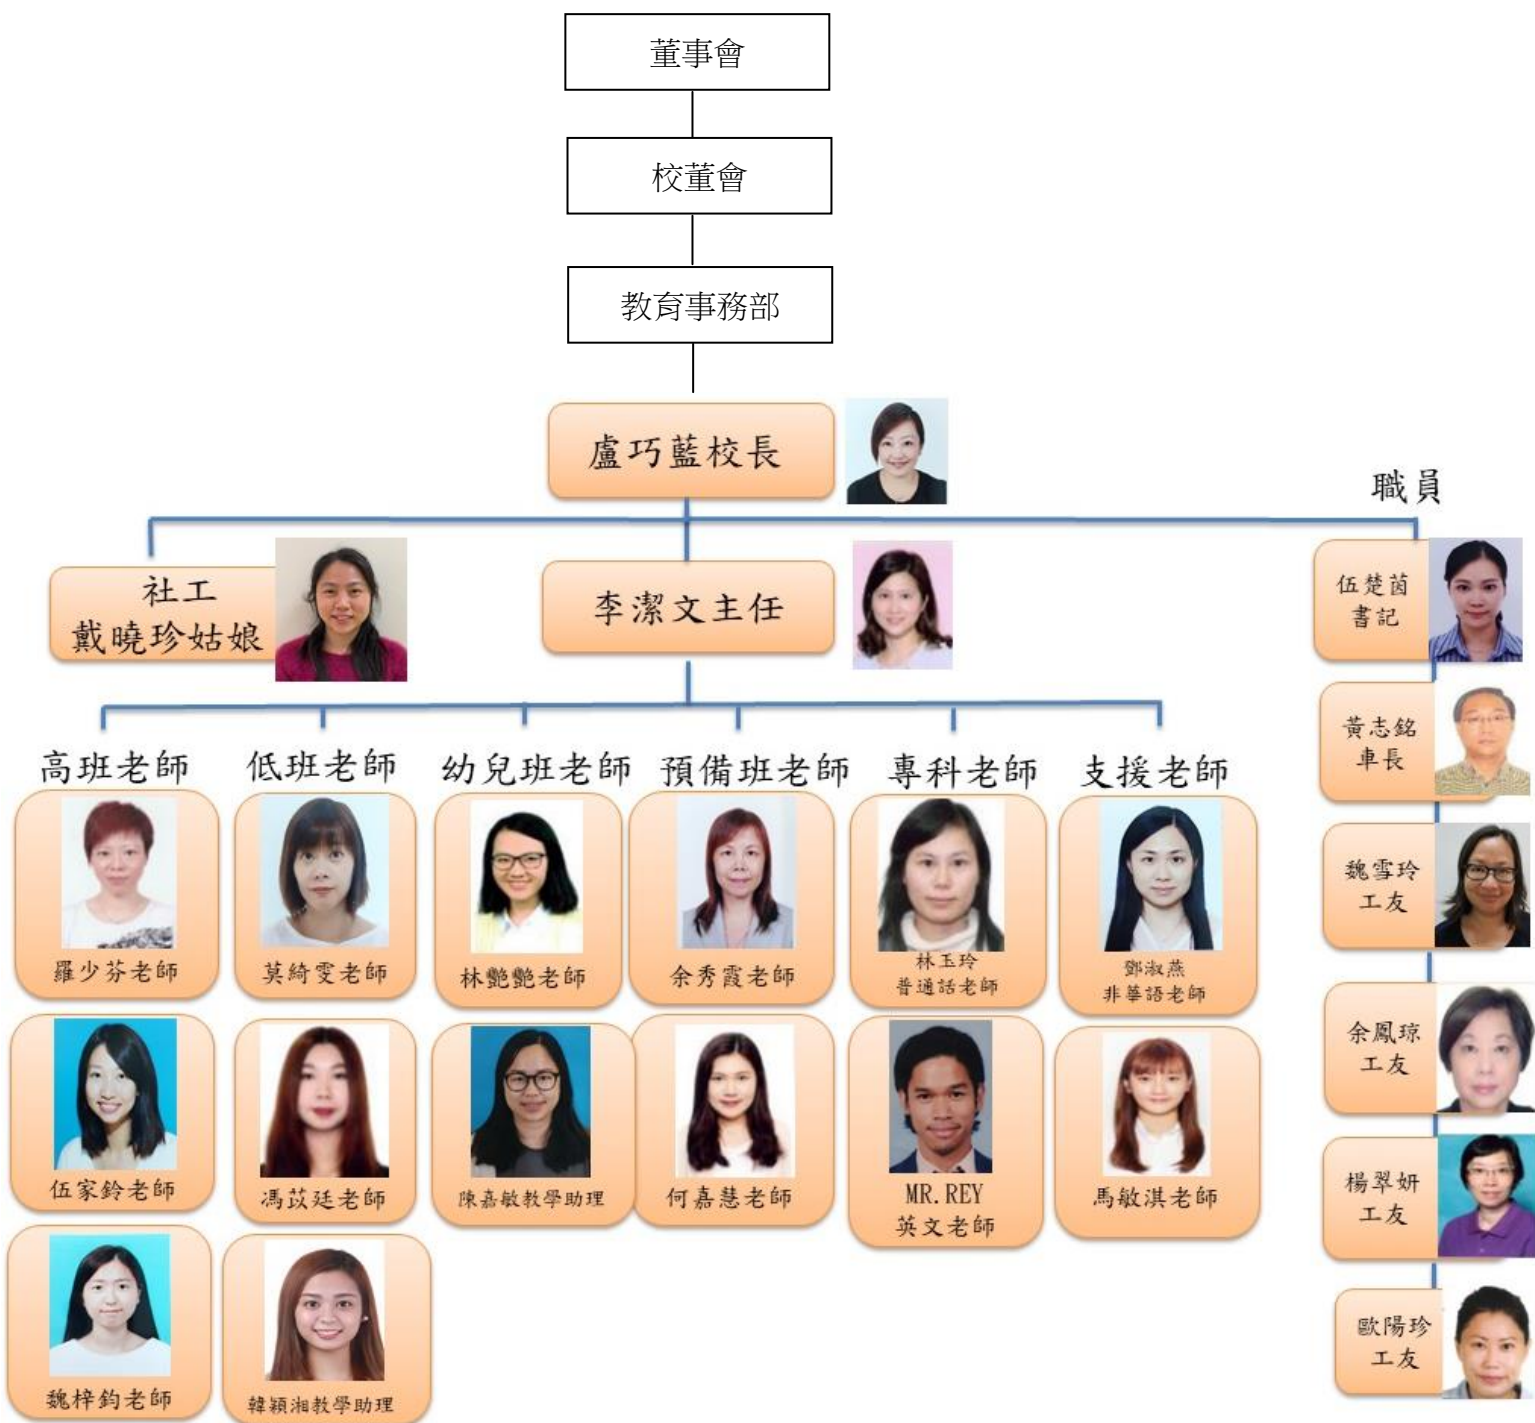 董事會
校董會
教育事務部
盧巧藍校長
職員
社工
戴曉珍姑娘
李潔文主任
伍楚茵
書記
黃志銘
車長
魏雪玲
工友
余鳳琼
工友
楊翠妍
工友
歐陽珍
工友
高班老師
低班老師
幼兒班老師
預備班老師
專科老師
支援老師
羅少芬老師
莫綺雯老師
林艷艷老師
余秀霞老師
林玉玲
普通話老師
鄧淑燕
非華語老師
伍家鈴老師
馮苡廷老師
陳嘉敏教學助理
何嘉慧老師
MR.REY
英文老師
馬敏淇老師
魏梓鈞老師
韓穎湘教學助理